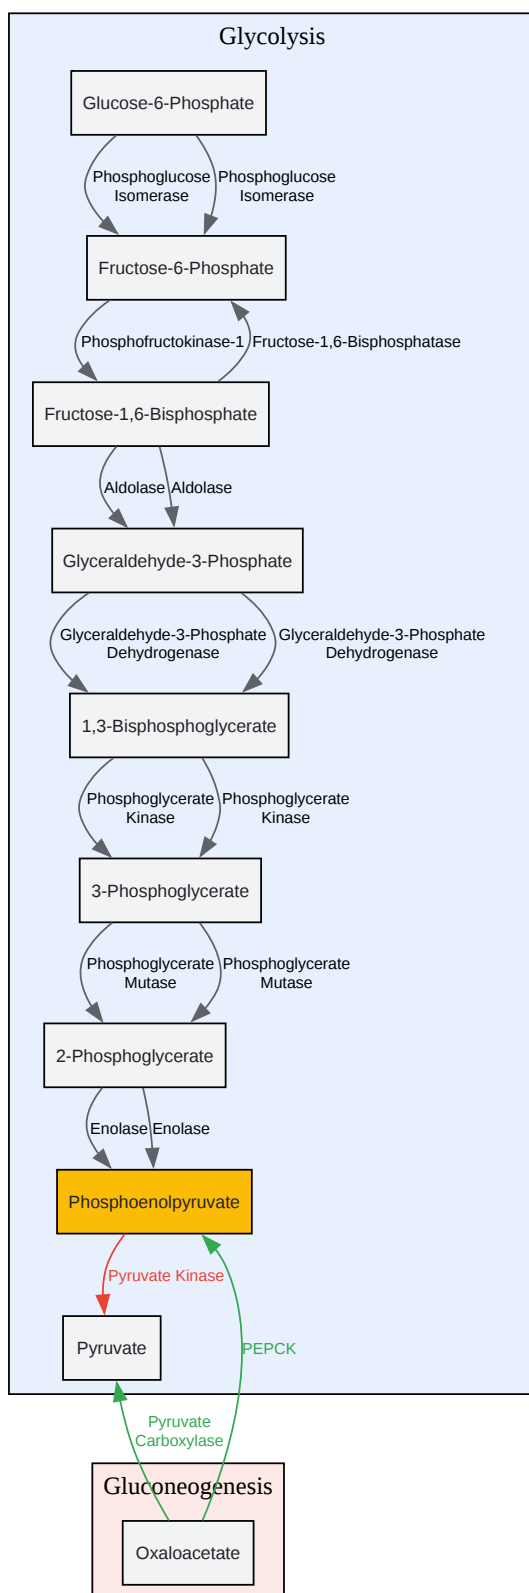 Glycolysis
Glucose-6-Phosphate
Phosphoglucose
Isomerase
Phosphoglucose
Isomerase
Fructose-6-Phosphate
Phosphofructokinase-1
Fructose-1,6-Bisphosphatase
Fructose-1,6-Bisphosphate
Aldolase
Aldolase
Glyceraldehyde-3-Phosphate
Glyceraldehyde-3-Phosphate
Dehydrogenase
Glyceraldehyde-3-Phosphate
Dehydrogenase
1,3-Bisphosphoglycerate
Phosphoglycerate
Kinase
Phosphoglycerate
Kinase
3-Phosphoglycerate
Phosphoglycerate
Mutase
Phosphoglycerate
Mutase
2-Phosphoglycerate
Enolase
Enolase
Phosphoenolpyruvate
Pyruvate Kinase
Pyruvate
PEPCK
Pyruvate
Carboxylase
Gluconeogenesis
Oxaloacetate